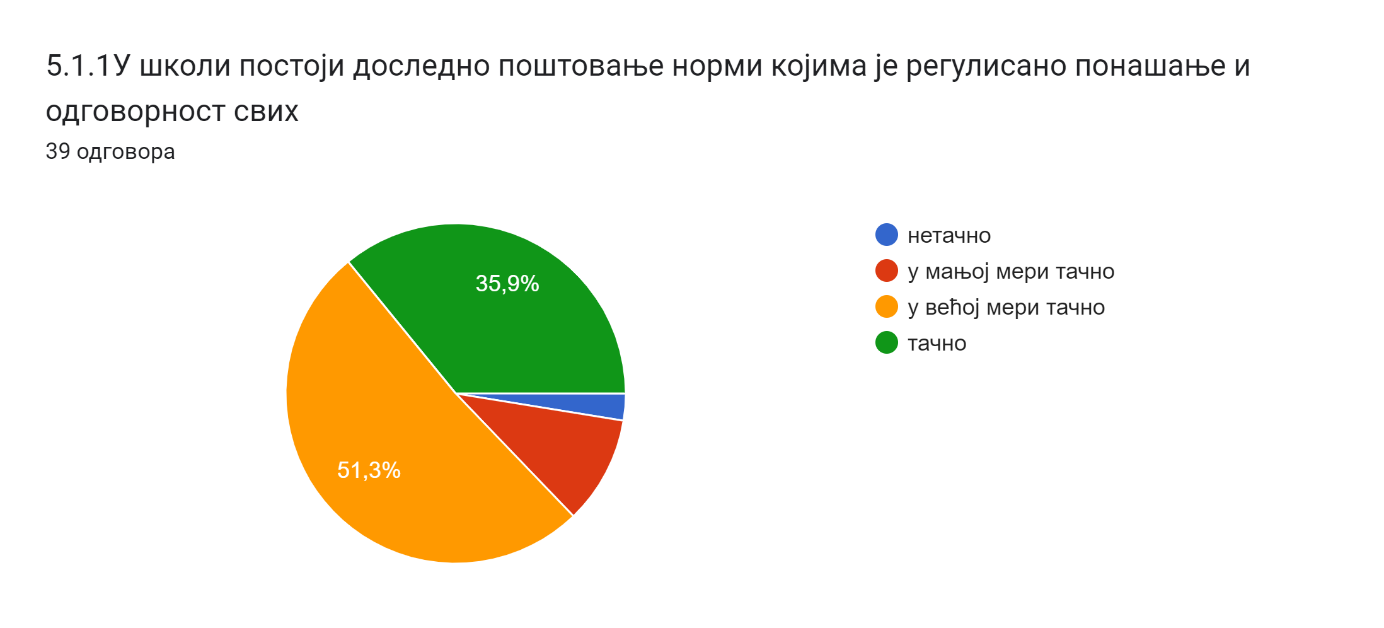 5.1.1У школи постоји доследно поштовање норми којима је регулисано понашање и
одговорност свих
39 одговора
35,9%
51,3%
нетачно
у мањој мери тачно
у већој мери тачно
тачно